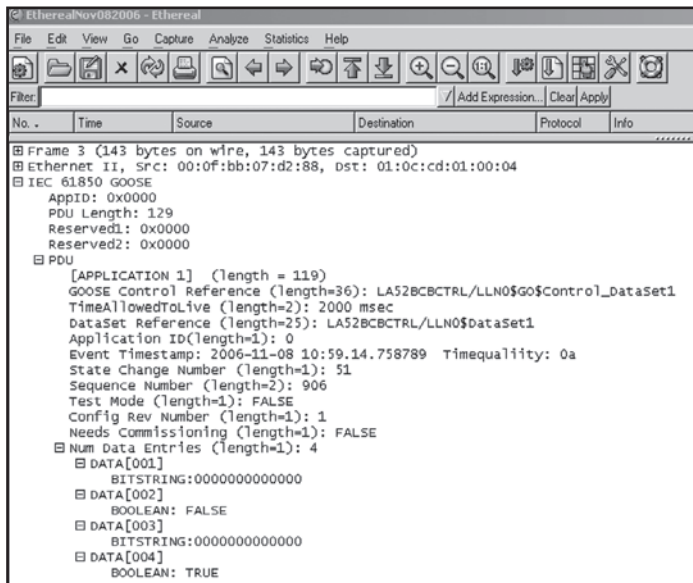 EtherealNov082006 - Ethereal
File Edit View Go Capture Analyze Statistics Help
Filter: Add Expression... Clear Apply
No. . Time Source Destination Protocol Info
Frame 3 (143 bytes on wire, 143 bytes captured)
Ethernet II, Src: 00:0f:bb:07:d2:88, Dst: 01:0c:cd:01:00:04
IEC 61850 GOOSE
AppID: 0x0000
PDU Length: 129
Reserved1: 0x0000
Reserved2: 0x0000
PDU
[APPLICATION 1] (length = 119)
GOOSE Control Reference (length=36): LA52BCBCTRL/LLN0$GO$Control_DataSet1
TimeAllowedToLive (length=2): 2000 msec
DataSet Reference (length=25): LA52BCBCTRL/LLN0$DataSet1
Application ID(length=1): 0
Event Timestamp: 2006-11-08 10:59.14.758789 Timequaliity: 0a
State Change Number (length=1): 51
Sequence Number (length=2): 906
Test Mode (length=1): FALSE
Config Rev Number (length=1): 1
Needs Commissioning (length=1): FALSE
Num Data Entries (length=1): 4
DATA[001]
BITSTRING:0000000000000
DATA[002]
BOOLEAN: FALSE
DATA[003]
BITSTRING:0000000000000
DATA[004]
BOOLEAN: TRUE